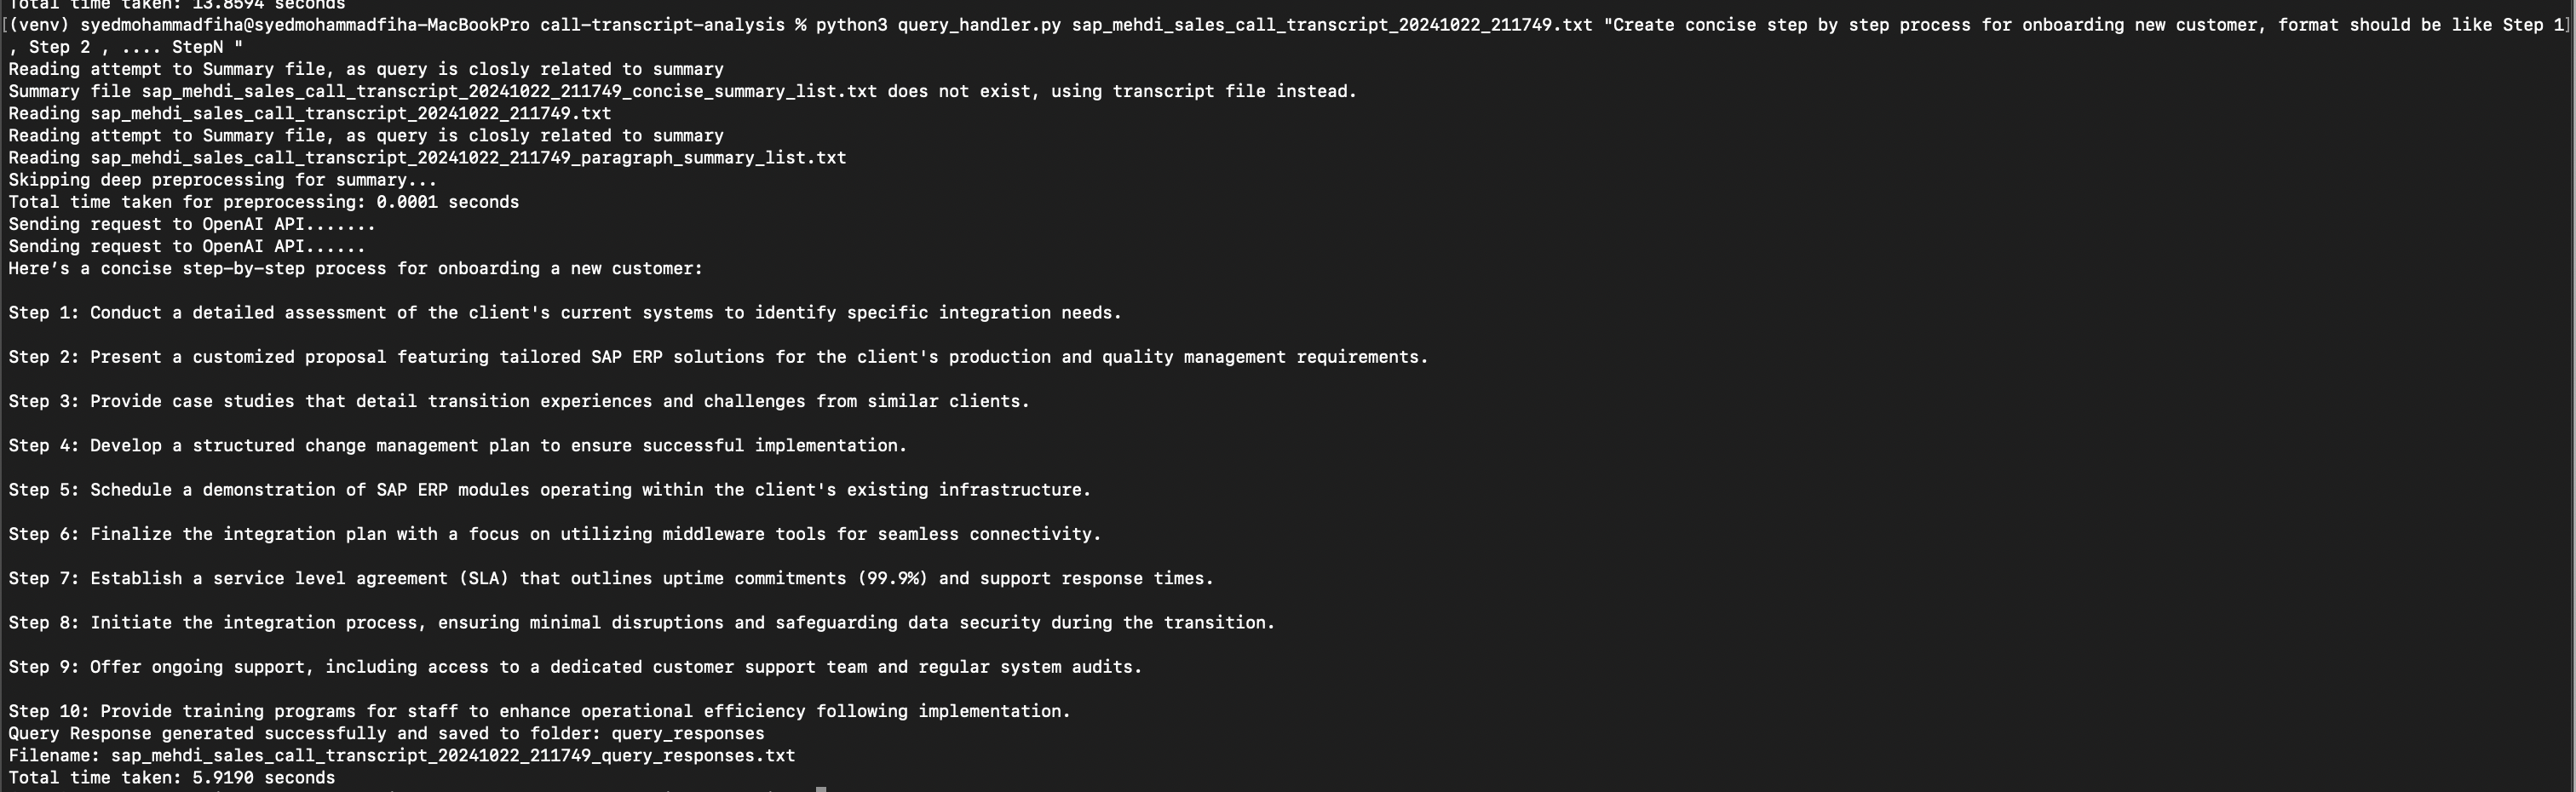 Total time taken: 13.8594 seconds
[(venv) syedmohammadfiha@syedmohammadfiha-MacBookPro call-transcript-analysis % python3 query_handler.py sap_mehdi_sales_call_transcript_20241022_211749.txt "Create concise step by step process for onboarding new customer, format should be like Step 1]
, Step 2 , .... StepN "
Reading attempt to Summary file, as query is closly related to summary
Summary file sap_mehdi_sales_call_transcript_20241022_211749_concise_summary_list.txt does not exist, using transcript file instead.
Reading sap_mehdi_sales_call_transcript_20241022_211749.txt
Reading attempt to Summary file, as query is closly related to summary
Reading sap_mehdi_sales_call_transcript_20241022_211749_paragraph_summary_list.txt
Skipping deep preprocessing for summary...
Total time taken for preprocessing: 0.0001 seconds
Sending request to OpenAI API.......
Sending request to OpenAI API......
Here’s a concise step-by-step process for onboarding a new customer:
Step 1: Conduct a detailed assessment of the client's current systems to identify specific integration needs.
Step 2: Present a customized proposal featuring tailored SAP ERP solutions for the client's production and quality management requirements.
Step 3: Provide case studies that detail transition experiences and challenges from similar clients.
Step 4: Develop a structured change management plan to ensure successful implementation.
Step 5: Schedule a demonstration of SAP ERP modules operating within the client's existing infrastructure.
Step 6: Finalize the integration plan with a focus on utilizing middleware tools for seamless connectivity.
Step 7: Establish a service level agreement (SLA) that outlines uptime commitments (99.9%) and support response times.
Step 8: Initiate the integration process, ensuring minimal disruptions and safeguarding data security during the transition.
Step 9: Offer ongoing support, including access to a dedicated customer support team and regular system audits.
Step 10: Provide training programs for staff to enhance operational efficiency following implementation.
Query Response generated successfully and saved to folder: query_responses
Filename: sap_mehdi_sales_call_transcript_20241022_211749_query_responses.txt
Total time taken: 5.9190 seconds